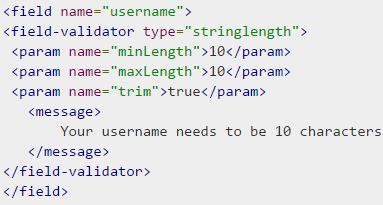 <field name="username">
<field-validator type="stringlength">
<param name="minLength">10</param>
<param name="maxLength">10</param>
<param name="trim">true</param>
<message>
Your username needs to be 10 characters
</message>
</field-validator>
</field>